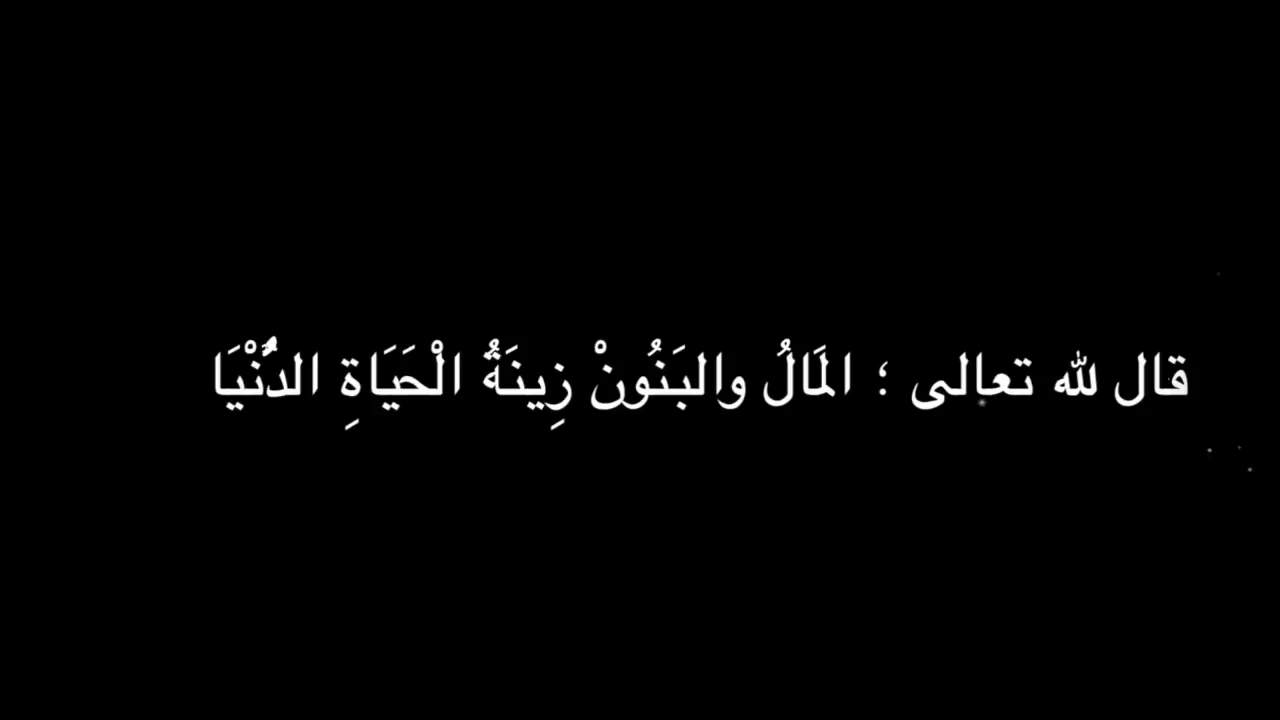 قال لله تعالى ؛ المَالُ والبَنُونْ زِينَةُ الْحَيَاةِ الدُّنْيَا